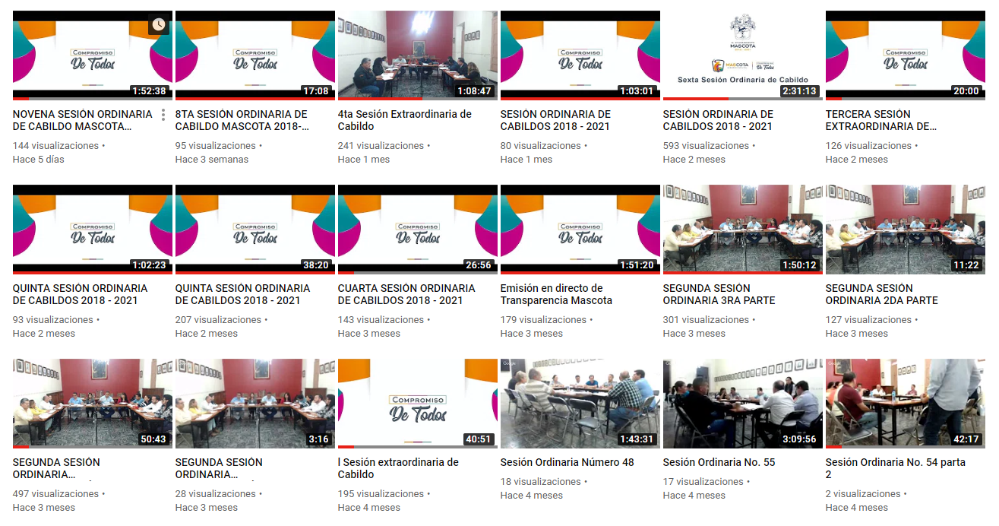 COMPROMISO
De Todos
1:52:38
NOVENA SESIÓN ORDINARIA
DE CABILDO MASCOTA...
144 visualizaciones •
Hace 5 días
COMPROMISO
De Todos
17:08
8TA SESIÓN ORDINARIA DE
CABILDO MASCOTA 2018-...
95 visualizaciones •
Hace 3 semanas
1:08:47
4ta Sesión Extraordinaria de
Cabildo
241 visualizaciones •
Hace 1 mes
COMPROMISO
De Todos
1:03:01
SESIÓN ORDINARIA DE
CABILDOS 2018 - 2021
80 visualizaciones •
Hace 1 mes
MASCOTA
MASCOTA
De Todos
Sexta Sesión Ordinaria de Cabildo
2:31:13
SESIÓN ORDINARIA DE
CABILDOS 2018 - 2021
593 visualizaciones •
Hace 2 meses
COMPROMISO
De Todos
20:00
TERCERA SESIÓN
EXTRAORDINARIA DE...
126 visualizaciones •
Hace 2 meses
COMPROMISO
De Todos
1:02:23
QUINTA SESIÓN ORDINARIA
DE CABILDOS 2018 - 2021
93 visualizaciones •
Hace 2 meses
COMPROMISO
De Todos
38:20
QUINTA SESIÓN ORDINARIA
DE CABILDOS 2018 - 2021
207 visualizaciones •
Hace 2 meses
COMPROMISO
De Todos
26:56
CUARTA SESIÓN ORDINARIA
DE CABILDOS 2018 - 2021
143 visualizaciones •
Hace 3 meses
COMPROMISO
De Todos
1:51:20
Emisión en directo de
Transparencia Mascota
179 visualizaciones •
Hace 3 meses
1:50:12
SEGUNDA SESIÓN
ORDINARIA 3RA PARTE
301 visualizaciones •
Hace 3 meses
11:22
SEGUNDA SESIÓN
ORDINARIA 2DA PARTE
127 visualizaciones •
Hace 3 meses
50:43
SEGUNDA SESIÓN
ORDINARIA...
497 visualizaciones •
Hace 3 meses
3:16
SEGUNDA SESIÓN
ORDINARIA...
28 visualizaciones •
Hace 3 meses
COMPROMISO
De Todos
40:51
l Sesión extraordinaria de
Cabildo
195 visualizaciones •
Hace 4 meses
Google
1:43:31
Sesión Ordinaria Número 48
18 visualizaciones •
Hace 4 meses
3:09:56
Sesión Ordinaria No. 55
17 visualizaciones •
Hace 4 meses
Google
42:17
Sesión Ordinaria No. 54 parta
2
2 visualizaciones •
Hace 4 meses